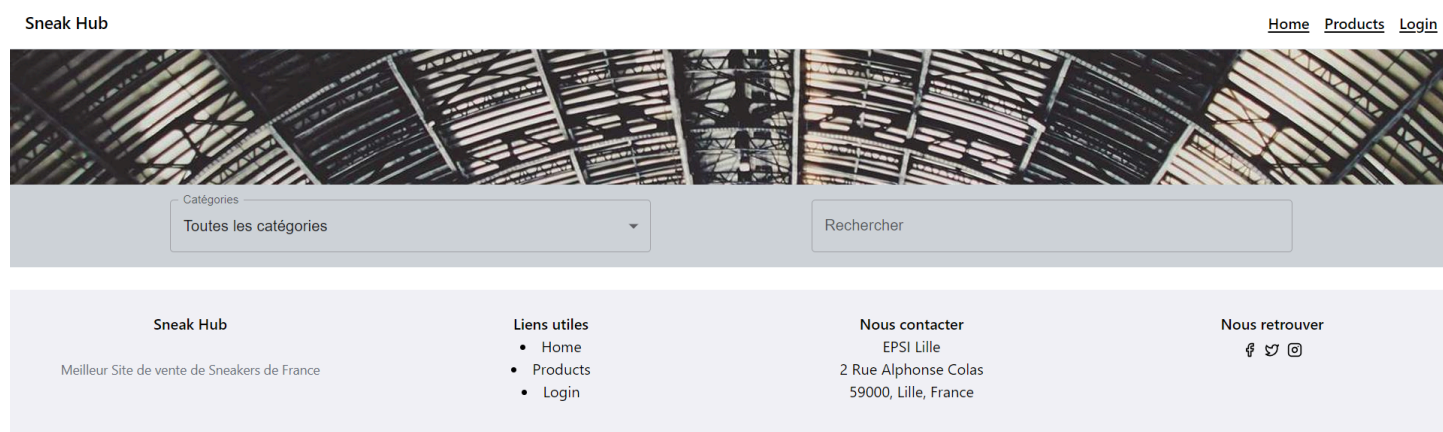 Sneak Hub
Home Products Login
Catégories
Toutes les catégories
Rechercher
Sneak Hub
Meilleur Site de vente de Sneakers de France
Liens utiles
Home
Products
Login
Nous contacter
EPSI Lille
2 Rue Alphonse Colas
59000, Lille, France
Nous retrouver